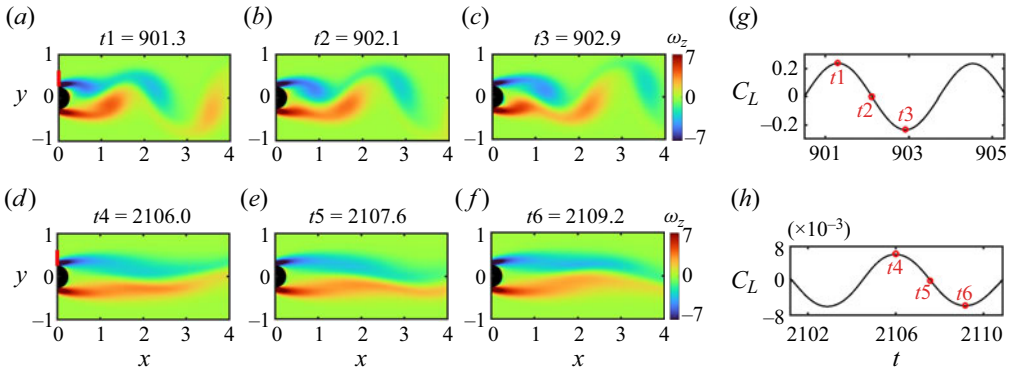 (a)
t1 = 901.3
(b)
t2 = 902.1
(c)
t3 = 902.9
ωz
7
−7
y
1
0
−1
0 1 2 3 4
0 1 2 3 4
0 1 2 3 4
(g)
CL
0.2
0
−0.2
t1
t2
t3
901 903 905
(d)
t4 = 2106.0
(e)
t5 = 2107.6
(f)
t6 = 2109.2
ωz
7
−7
y
1
0
−1
0 1 2 3 4
0 1 2 3 4
0 1 2 3 4
x
x
x
(h)
(×10−3)
CL
8
0
−8
t4
t5
t6
2102 2106 2110
t